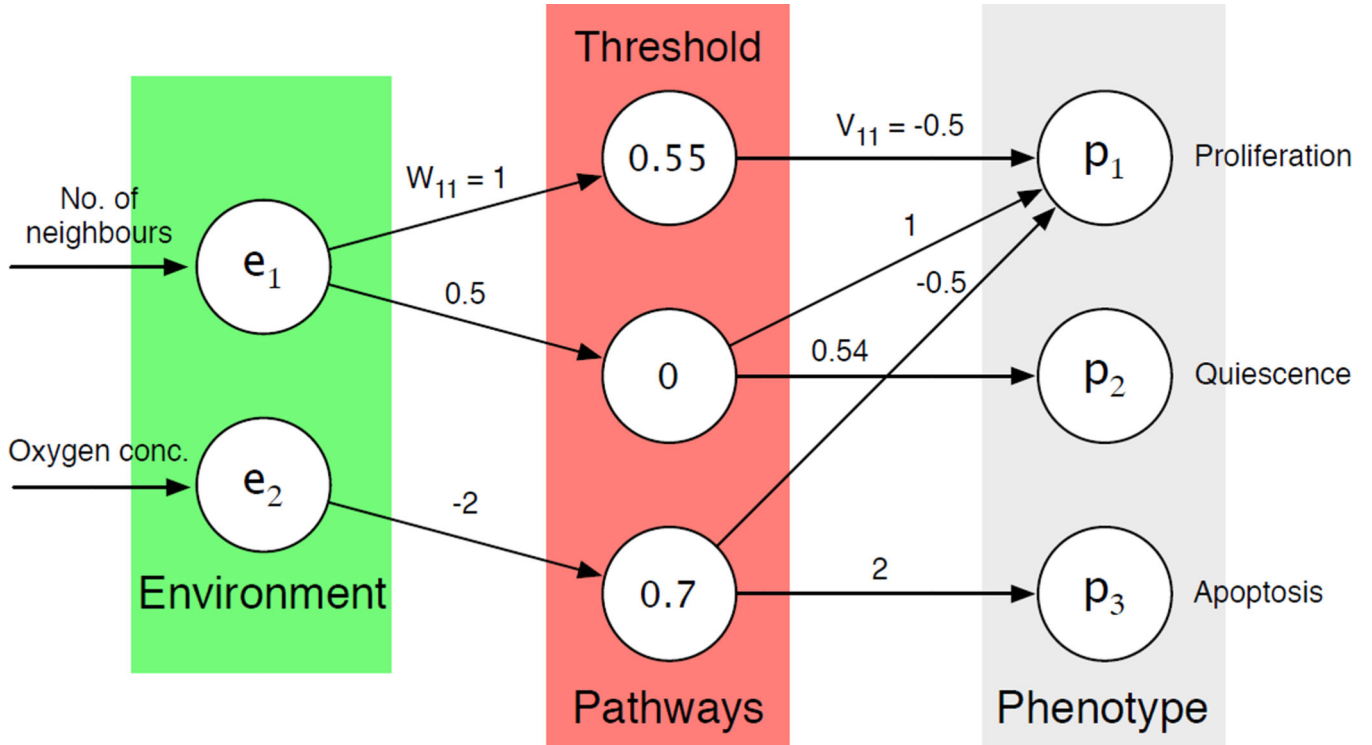 Threshold
No. of
neighbours
e1
W11 = 1
0.55
V11 = -0.5
p1
Proliferation
0.5
1
-0.5
0
0.54
p2
Quiescence
Oxygen conc.
e2
-2
0.7
2
p3
Apoptosis
Environment
Pathways
Phenotype